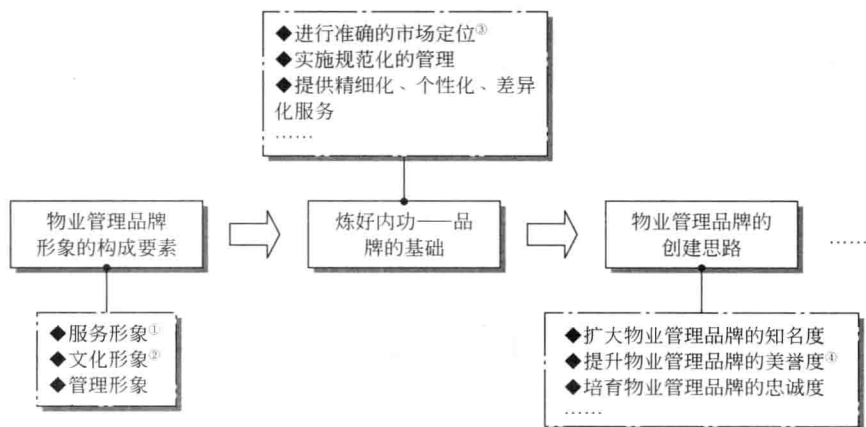 ◆进行准确的市场定位③
◆实施规范化的管理
◆提供精细化、个性化、差异
化服务
……
物业管理品牌
形象的构成要素
炼好内功——品
牌的基础
物业管理品牌的
创建思路
……
◆服务形象①
◆文化形象②
◆管理形象
◆扩大物业管理品牌的知名度
◆提升物业管理品牌的美誉度④
◆培育物业管理品牌的忠诚度
……